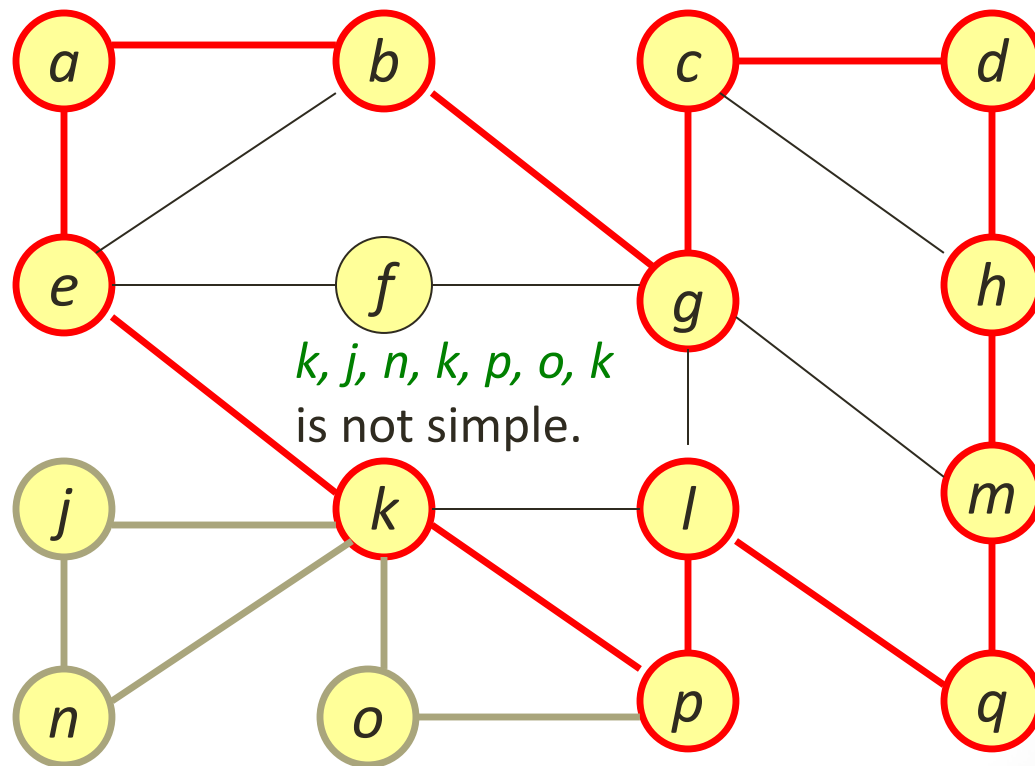 a b c d
e f g h
k, j, n, k, p, o, k
is not simple.
j k l m
n o p q